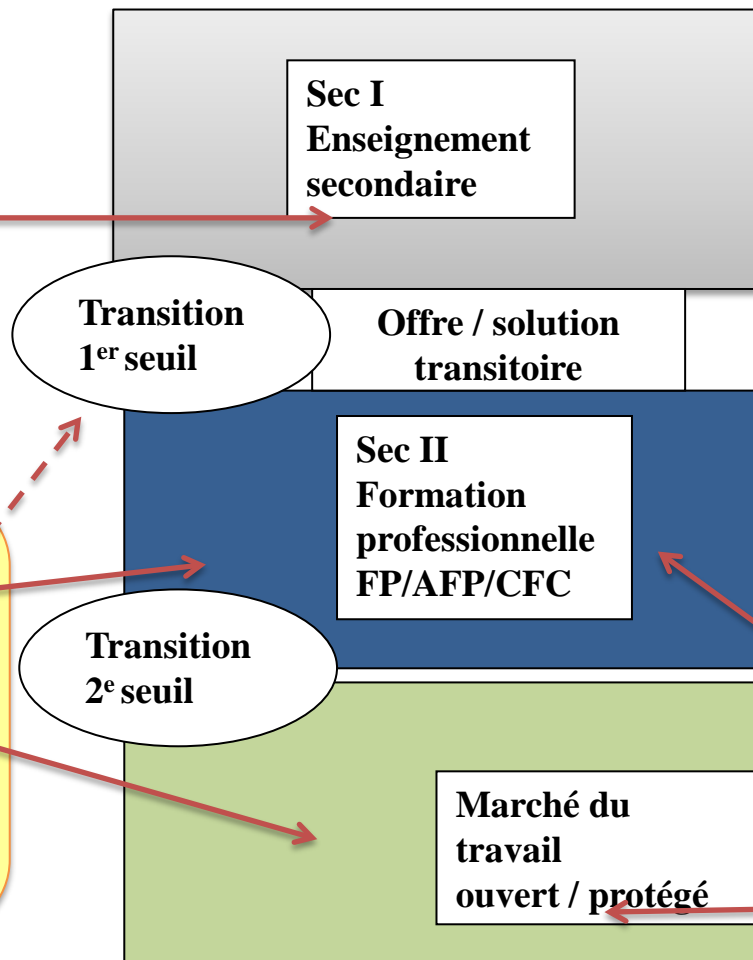 Sec I
Enseignement
secondaire
Transition
1er seuil
Offre / solution
transitoire
Sec II
Formation
professionnelle
FP/AFP/CFC
Transition
2e seuil
Marché du
travail
ouvert / protégé